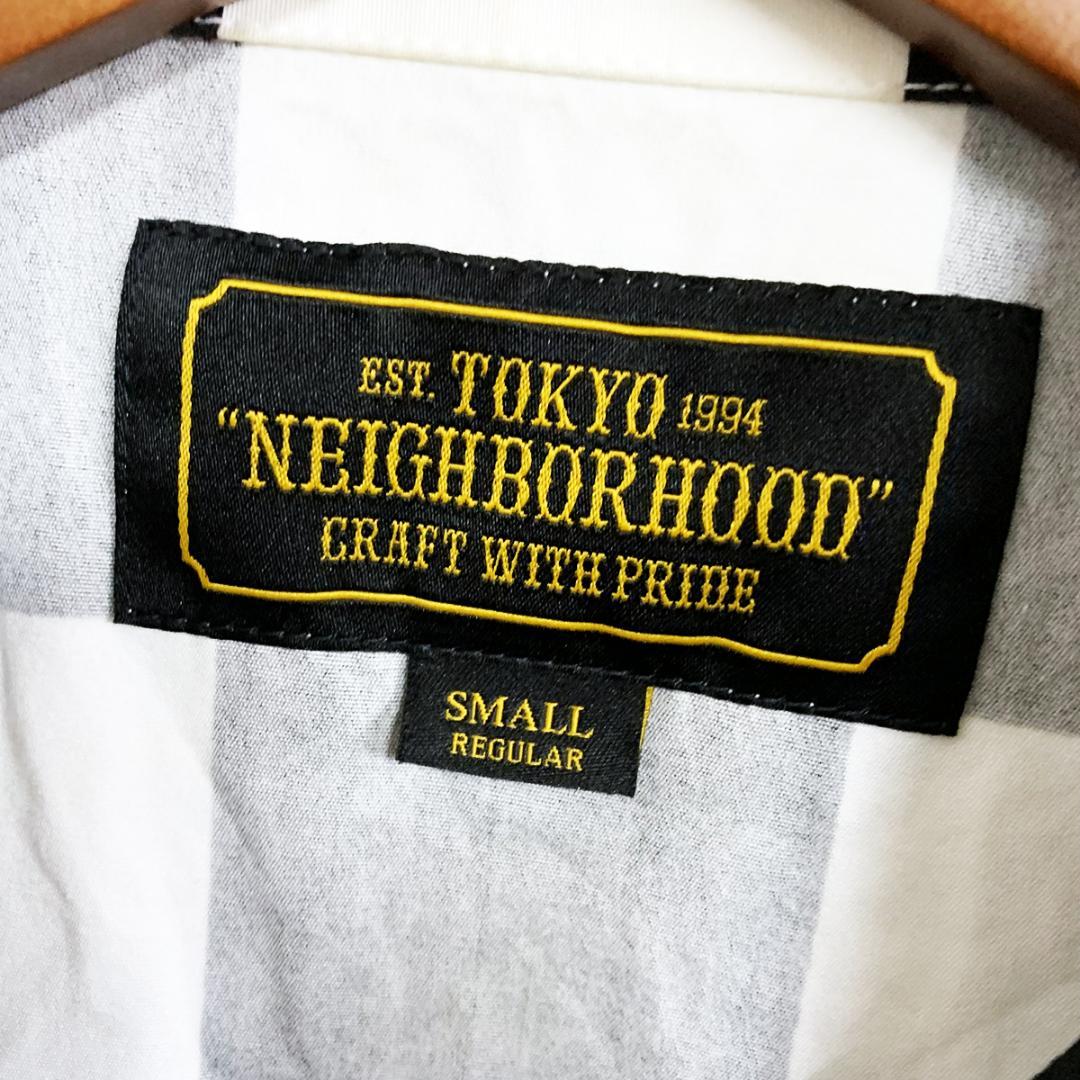 EST. TOKYO 1994
“NEIGHBORHOOD”
CRAFT WITH PRIDE
SMALL
REGULAR